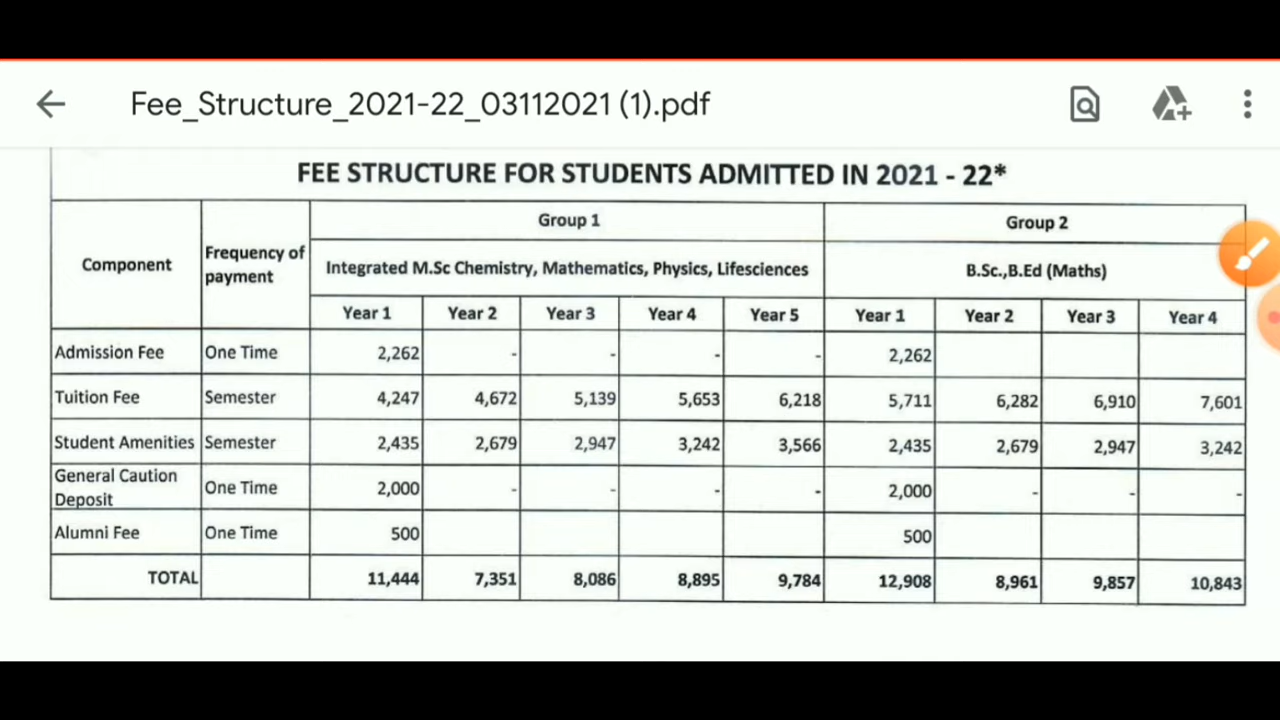 Fee_Structure_2021-22_03112021 (1).pdf
FEE STRUCTURE FOR STUDENTS ADMITTED IN 2021 - 22*
Component Frequency of payment Group 1 Group 2
Integrated M.Sc Chemistry, Mathematics, Physics, Lifesciences B.Sc.,B.Ed (Maths)
Year 1 Year 2 Year 3 Year 4 Year 5 Year 1 Year 2 Year 3 Year 4
Admission Fee One Time 2,262 - - - - 2,262
Tuition Fee Semester 4,247 4,672 5,139 5,653 6,218 5,711 6,282 6,910 7,601
Student Amenities Semester 2,435 2,679 2,947 3,242 3,566 2,435 2,679 2,947 3,242
General Caution Deposit One Time 2,000 - - - - 2,000 - - -
Alumni Fee One Time 500 500
TOTAL 11,444 7,351 8,086 8,895 9,784 12,908 8,961 9,857 10,843